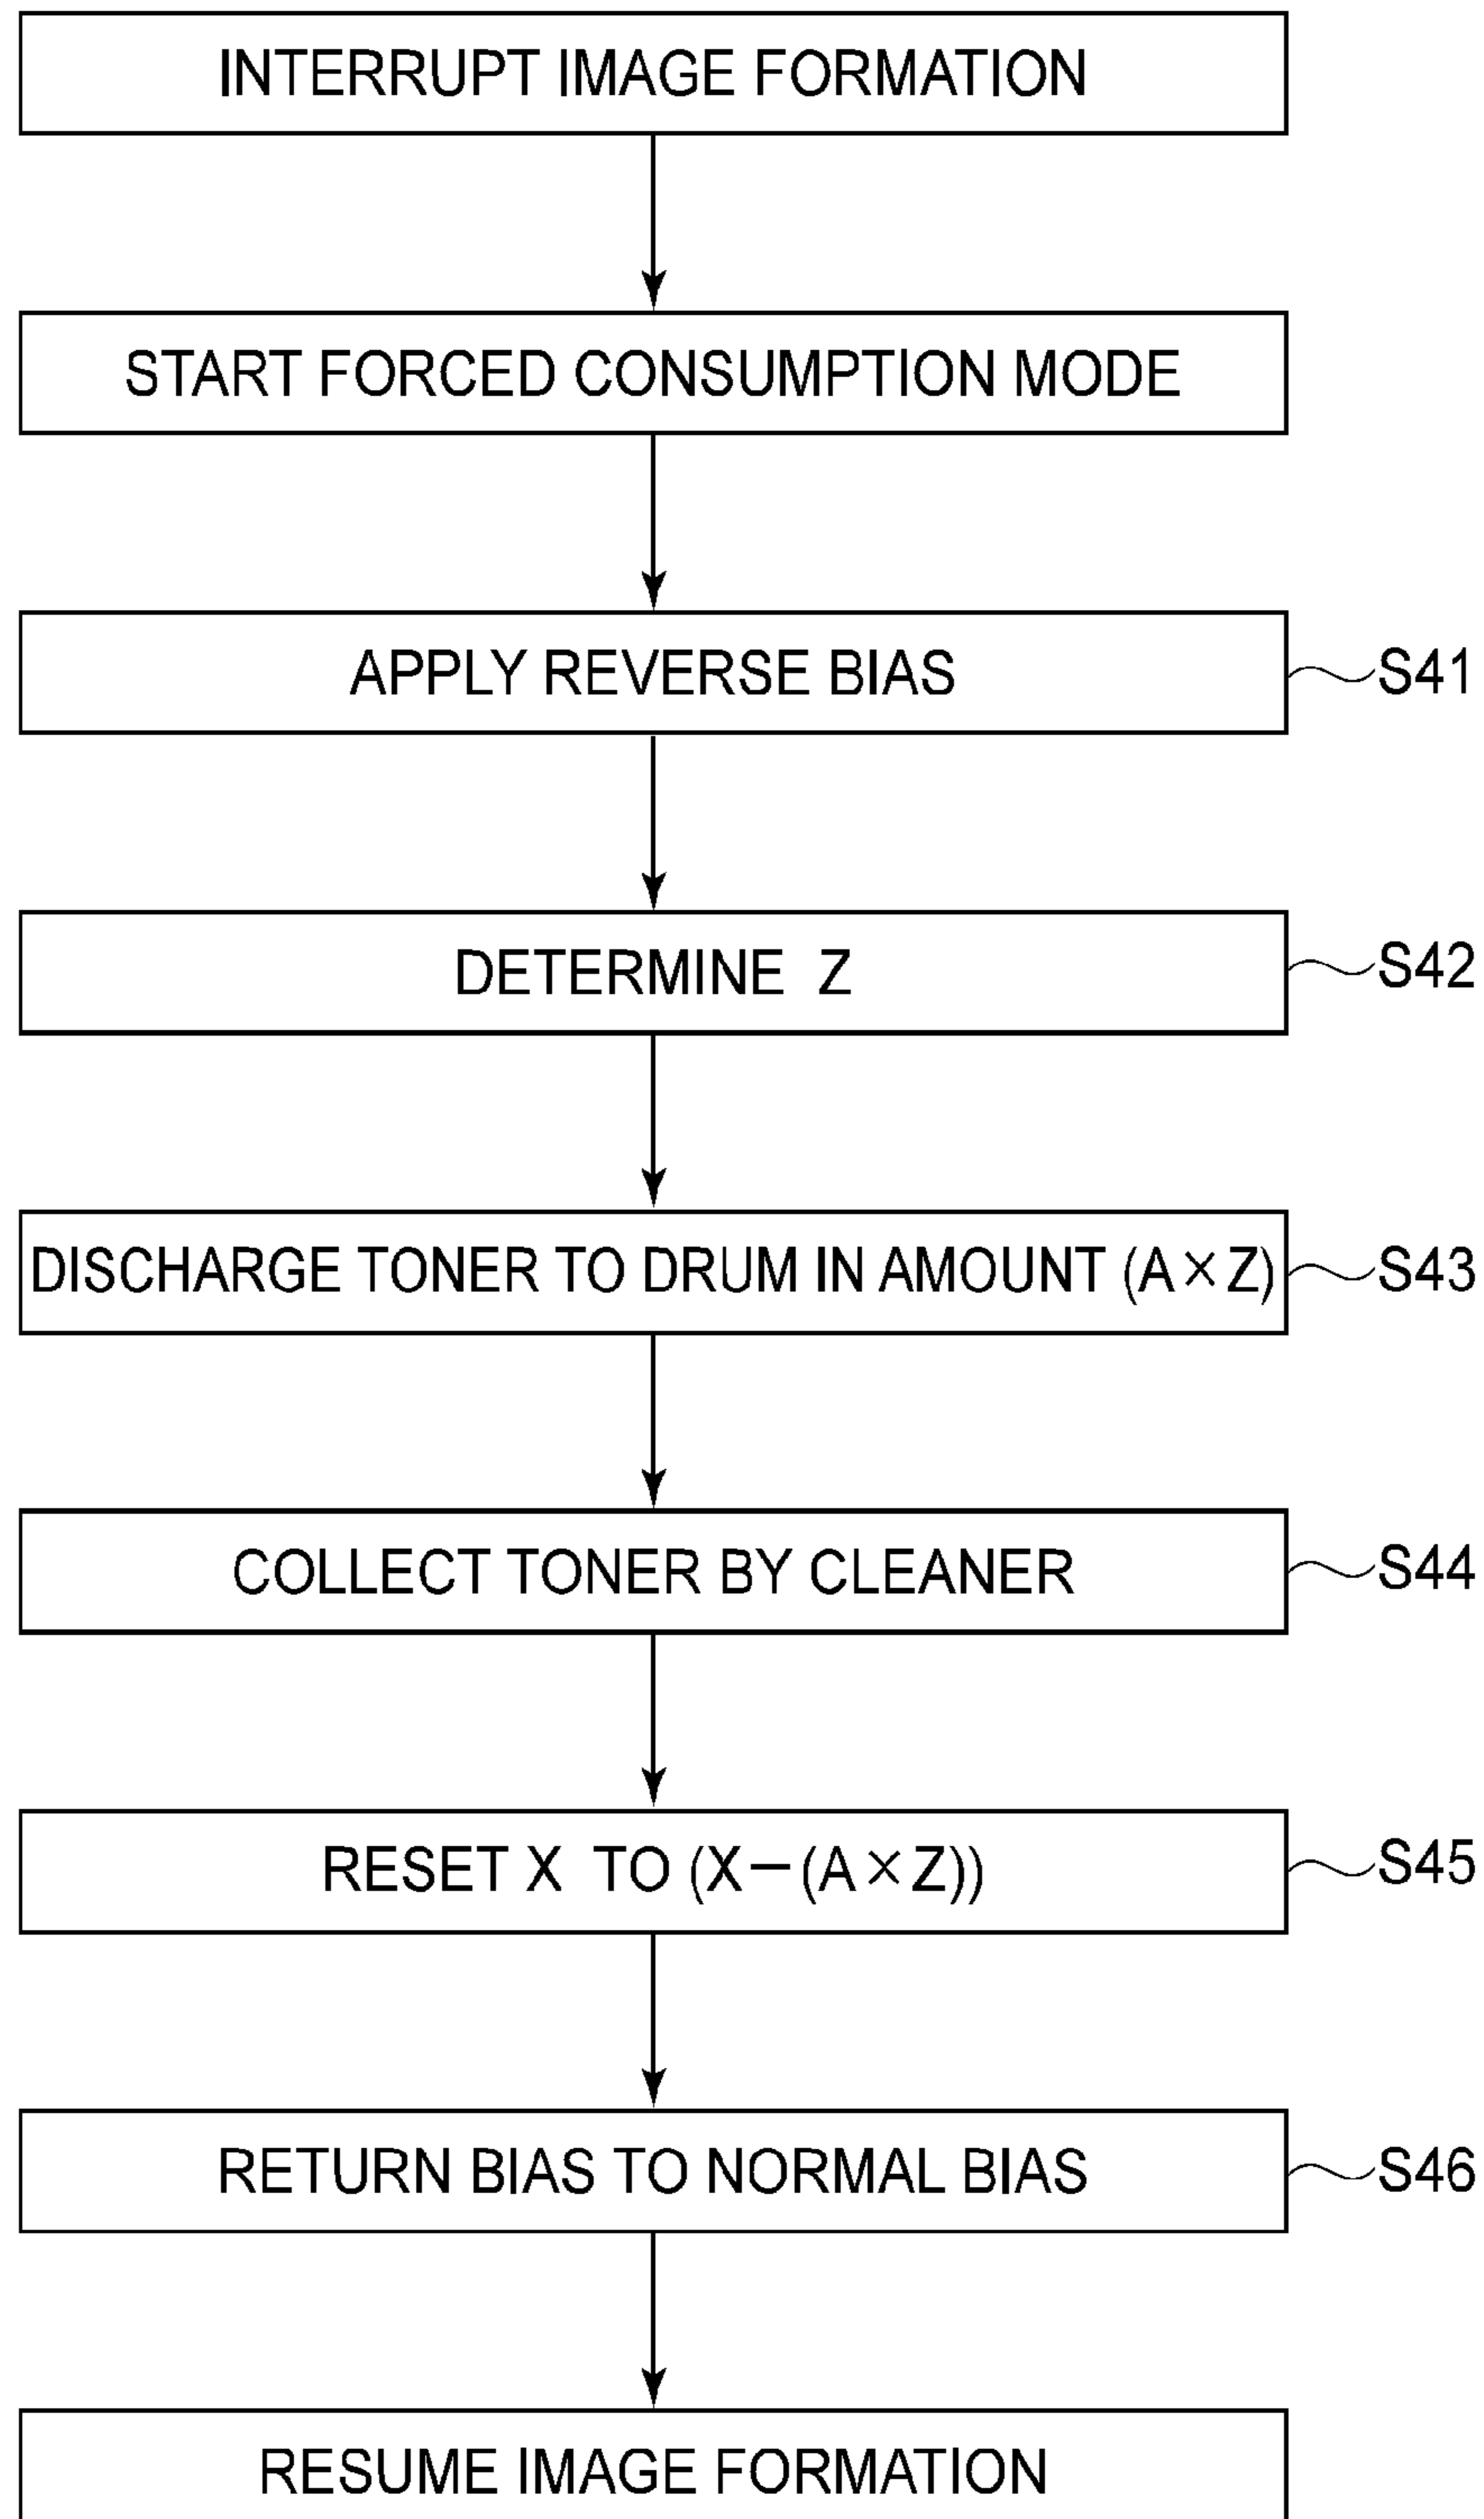 INTERRUPT IMAGE FORMATION
START FORCED CONSUMPTION MODE
APPLY REVERSE BIAS S41
DETERMINE Z S42
DISCHARGE TONER TO DRUM IN AMOUNT (A×Z) S43
COLLECT TONER BY CLEANER S44
RESET X TO (X—(A×Z)) S45
RETURN BIAS TO NORMAL BIAS S46
RESUME IMAGE FORMATION